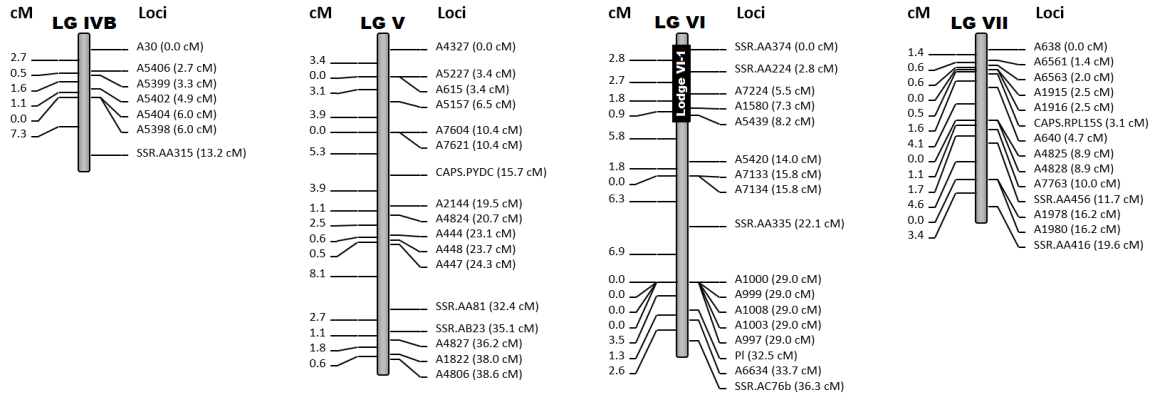 cM LG IVB Loci
2.7
0.5
1.6
1.1
0.0
7.3
A30 (0.0 cM)
A5406 (2.7 cM)
A5399 (3.3 cM)
A5402 (4.9 cM)
A5404 (6.0 cM)
A5398 (6.0 cM)
SSR.AA315 (13.2 cM)
cM LG V Loci
3.4
0.0
3.1
3.9
0.0
5.3
3.9
1.1
2.5
0.6
0.5
8.1
2.7
1.1
1.8
0.6
A4327 (0.0 cM)
A5227 (3.4 cM)
A615 (3.4 cM)
A5157 (6.5 cM)
A7604 (10.4 cM)
A7621 (10.4 cM)
CAPS.PYDC (15.7 cM)
A2144 (19.5 cM)
A4824 (20.7 cM)
A444 (23.1 cM)
A448 (23.7 cM)
A447 (24.3 cM)
SSR.AA81 (32.4 cM)
SSR.AB23 (35.1 cM)
A4827 (36.2 cM)
A1822 (38.0 cM)
A4806 (38.6 cM)
cM LG VI Loci
2.8
2.7
1.8
0.9
5.8
1.8
0.0
6.3
6.9
0.0
0.0
0.0
0.0
3.5
1.3
2.6
Lodge VI-1
SSR.AA374 (0.0 cM)
SSR.AA224 (2.8 cM)
A7224 (5.5 cM)
A1580 (7.3 cM)
A5439 (8.2 cM)
A5420 (14.0 cM)
A7133 (15.8 cM)
A7134 (15.8 cM)
SSR.AA335 (22.1 cM)
A1000 (29.0 cM)
A999 (29.0 cM)
A1008 (29.0 cM)
A1003 (29.0 cM)
A997 (29.0 cM)
Pl (32.5 cM)
A6634 (33.7 cM)
SSR.AC76b (36.3 cM)
cM LG VII Loci
1.4
0.6
0.6
0.0
0.5
1.6
4.1
0.0
1.1
1.7
4.6
0.0
3.4
A638 (0.0 cM)
A6561 (1.4 cM)
A6563 (2.0 cM)
A1915 (2.5 cM)
A1916 (2.5 cM)
CAPS.RPL15S (3.1 cM)
A640 (4.7 cM)
A4825 (8.9 cM)
A4828 (8.9 cM)
A7763 (10.0 cM)
SSR.AA456 (11.7 cM)
A1978 (16.2 cM)
A1980 (16.2 cM)
SSR.AA416 (19.6 cM)